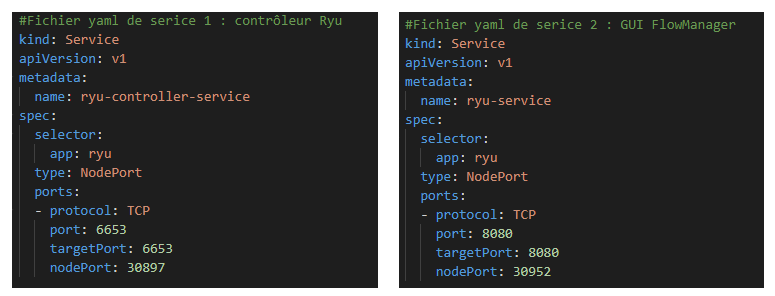 #Fichier yaml de serice 1 : contrôleur Ryu
kind: Service
apiVersion: v1
metadata:
  name: ryu-controller-service
spec:
  selector:
    app: ryu
  type: NodePort
  ports:
  - protocol: TCP
    port: 6653
    targetPort: 6653
    nodePort: 30897
#Fichier yaml de serice 2 : GUI FlowManager
kind: Service
apiVersion: v1
metadata:
  name: ryu-service
spec:
  selector:
    app: ryu
  type: NodePort
  ports:
  - protocol: TCP
    port: 8080
    targetPort: 8080
    nodePort: 30952